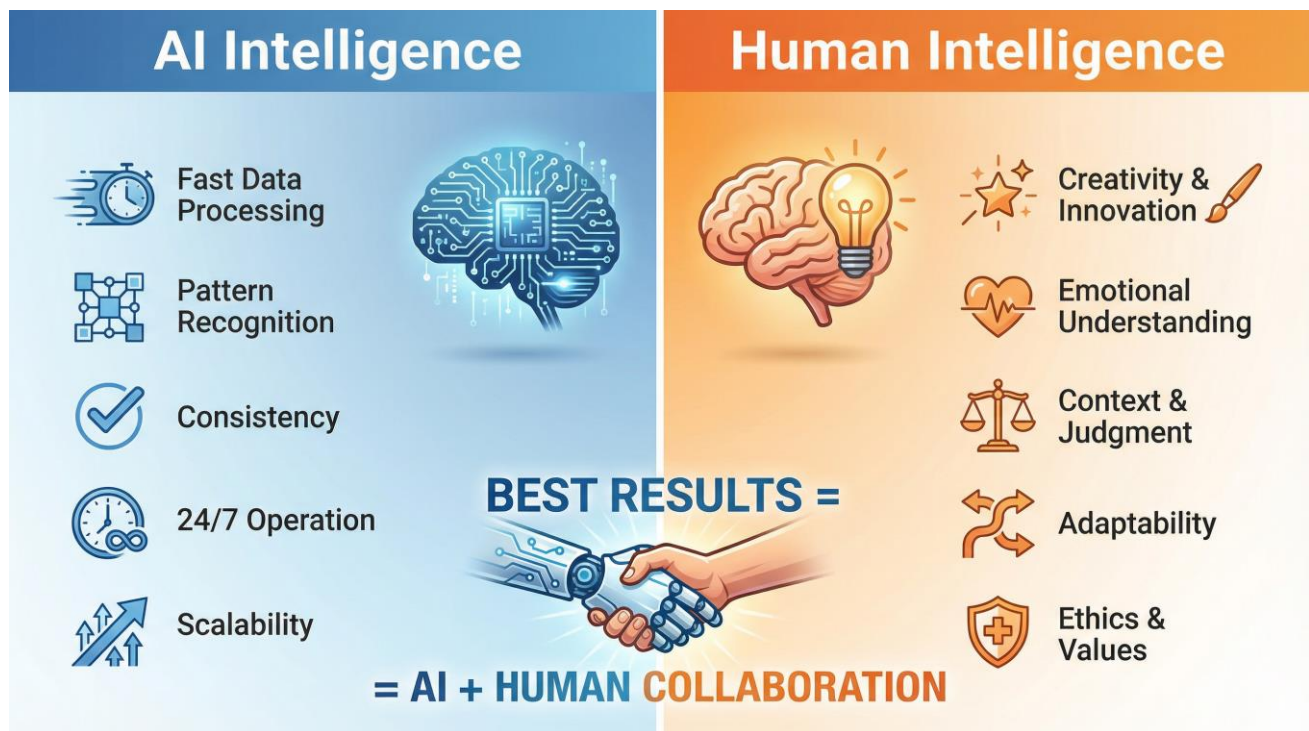 AI Intelligence
Fast Data
Processing
Pattern
Recognition
Consistency
24/7 Operation
Scalability
Human Intelligence
Creativity &
Innovation
Emotional
Understanding
Context &
Judgment
Adaptability
Ethics &
Values
BEST RESULTS =
= AI + HUMAN COLLABORATION